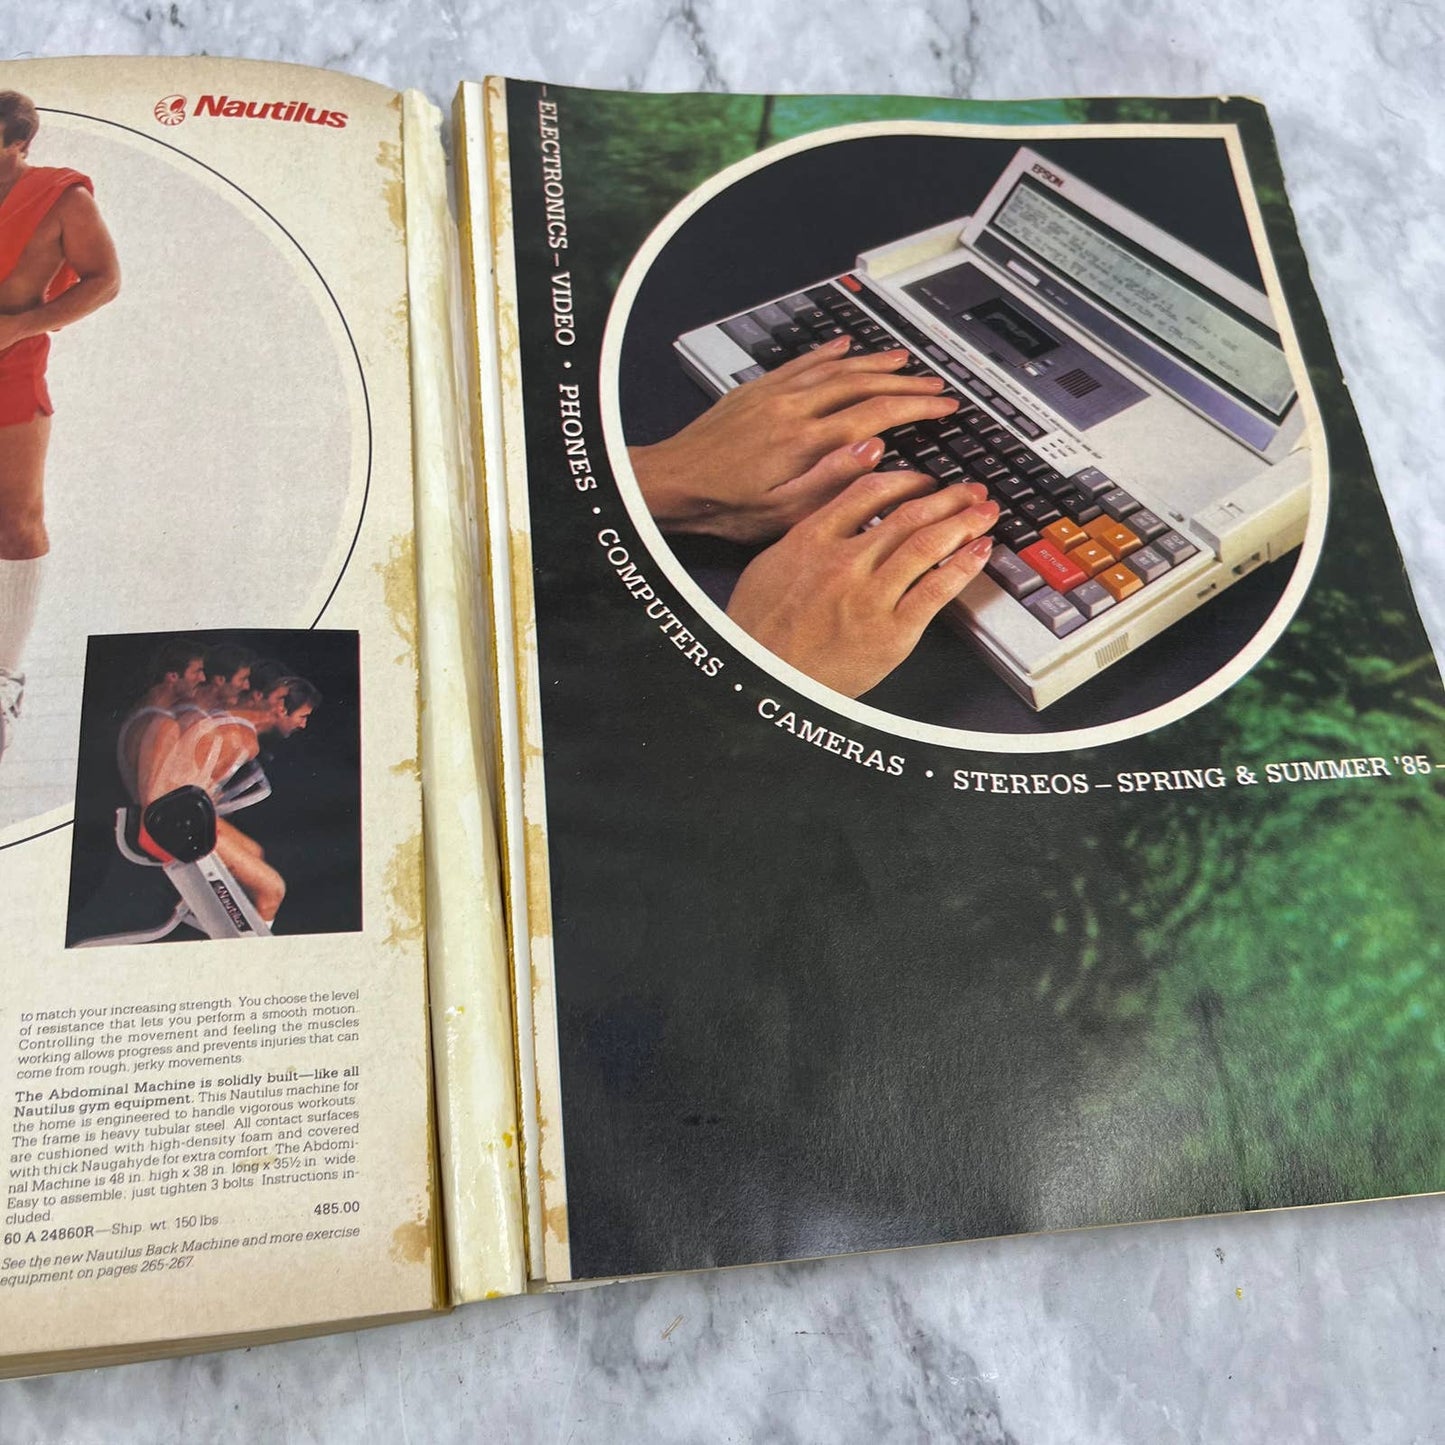 Nautilus
Nautilus
to match your increasing strength. You choose the level
of resistance that lets you perform a smooth motion.
Controlling the movement and feeling the muscles
working allows progress and prevents injuries that can
come from rough, jerky movements.
The Abdominal Machine is solidly built—like all
Nautilus gym equipment. This Nautilus machine for
the home is engineered to handle vigorous workouts.
The frame is heavy tubular steel. All contact surfaces
are cushioned with high-density foam and covered
with thick Naugahyde for extra comfort. The Abdomi-
nal Machine is 48 in. high x 38 in. long x 35½ in. wide.
Easy to assemble, just tighten 3 bolts. Instructions in-
cluded.
60 A 24860R—Ship. wt. 150 lbs. 485.00
See the new Nautilus Back Machine and more exercise
equipment on pages 265-267.
– ELECTRONICS – VIDEO • PHONES • COMPUTERS • CAMERAS • STEREOS – SPRING & SUMMER '85 –
EPSON
RETURN
SHIFT